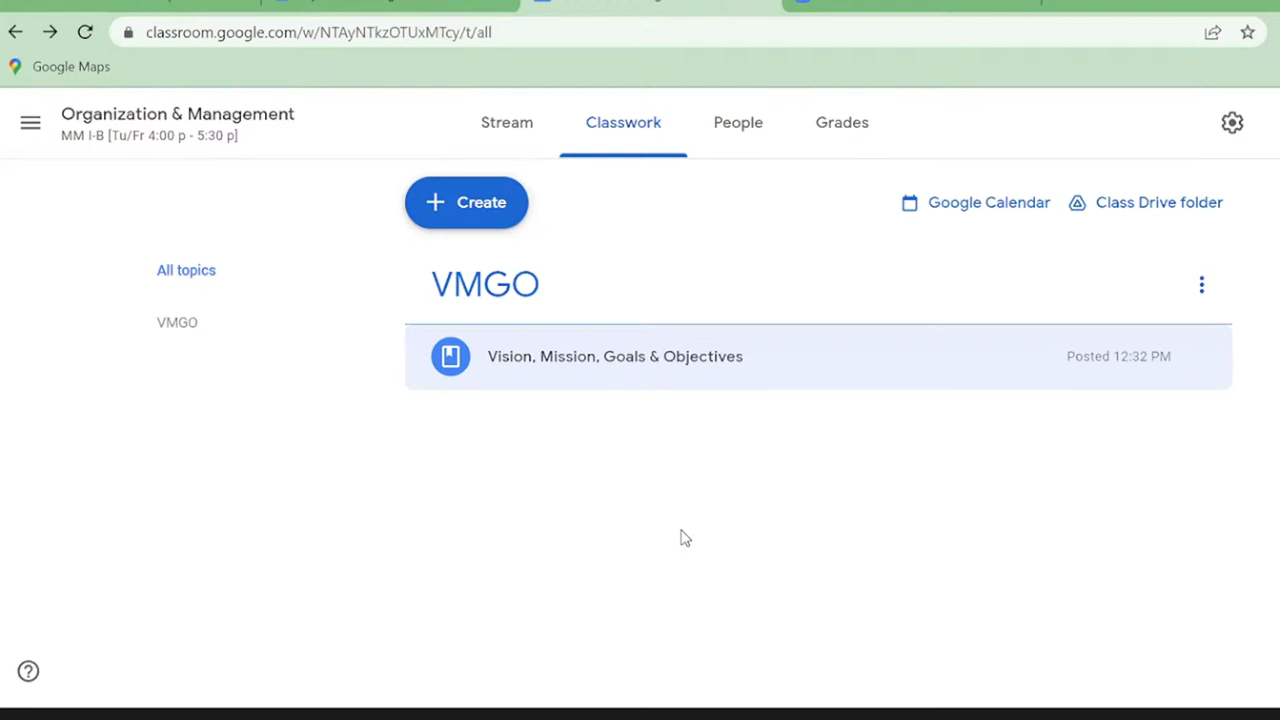 classroom.google.com/w/NTAyNTkzOTUxMTcy/t/all
Google Maps
Organization & Management
MM I-B [Tu/Fr 4:00 p - 5:30 p]
Stream
Classwork
People
Grades
Create
Google Calendar
Class Drive folder
All topics
VMGO
VMGO
Vision, Mission, Goals & Objectives
Posted 12:32 PM